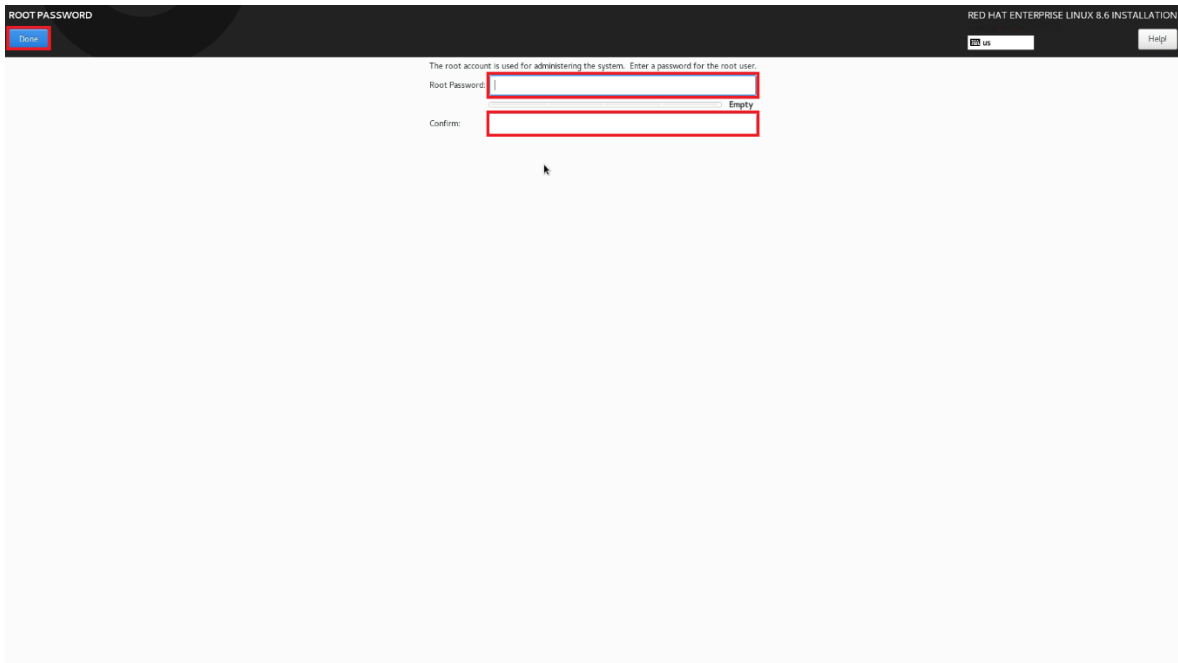 ROOT PASSWORD
RED HAT ENTERPRISE LINUX 8.6 INSTALLATION
Done
us
Help!
The root account is used for administering the system. Enter a password for the root user.
Root Password:
Empty
Confirm: